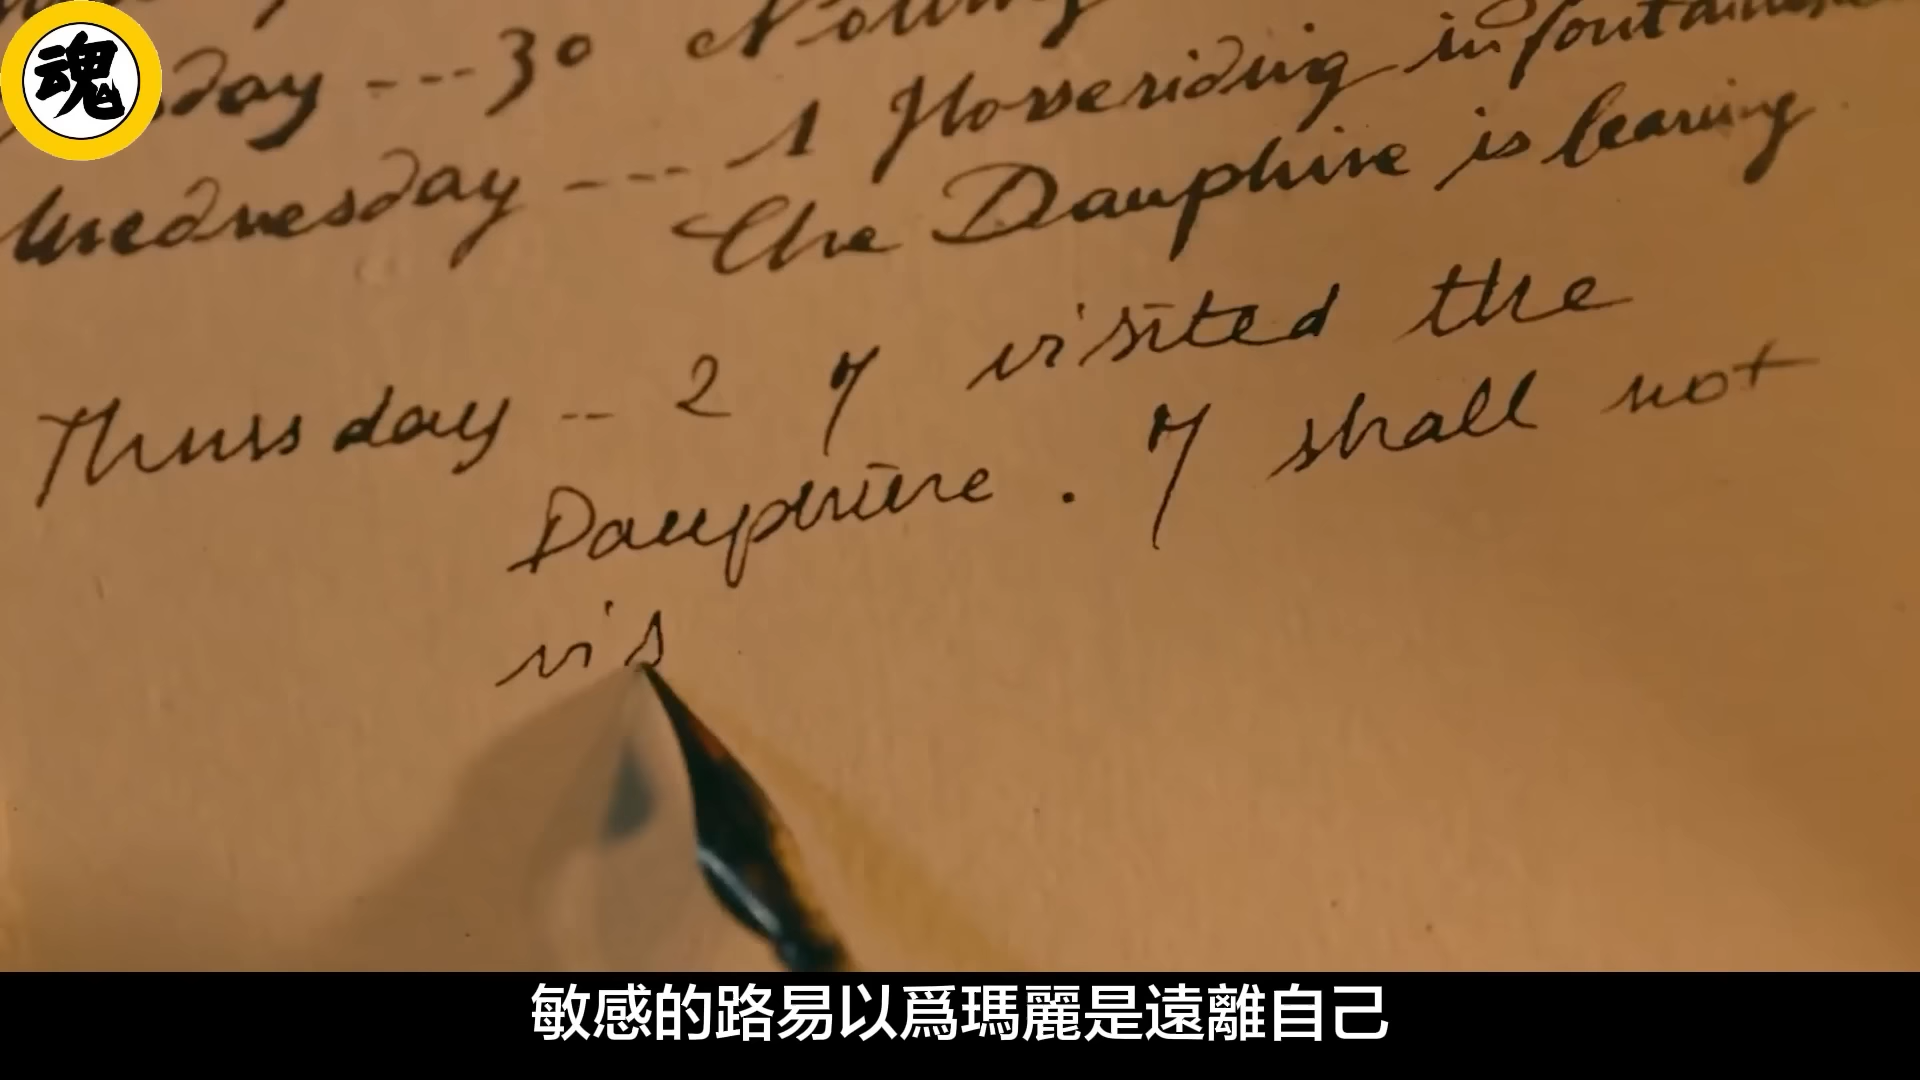 魂
day --- 30
Wednesday --- 1 Horseriding in
The Dauphine is leaving
Thursday -- 2 I visited the
Dauphine . I shall not
vis
敏感的路易以爲瑪麗是遠離自己